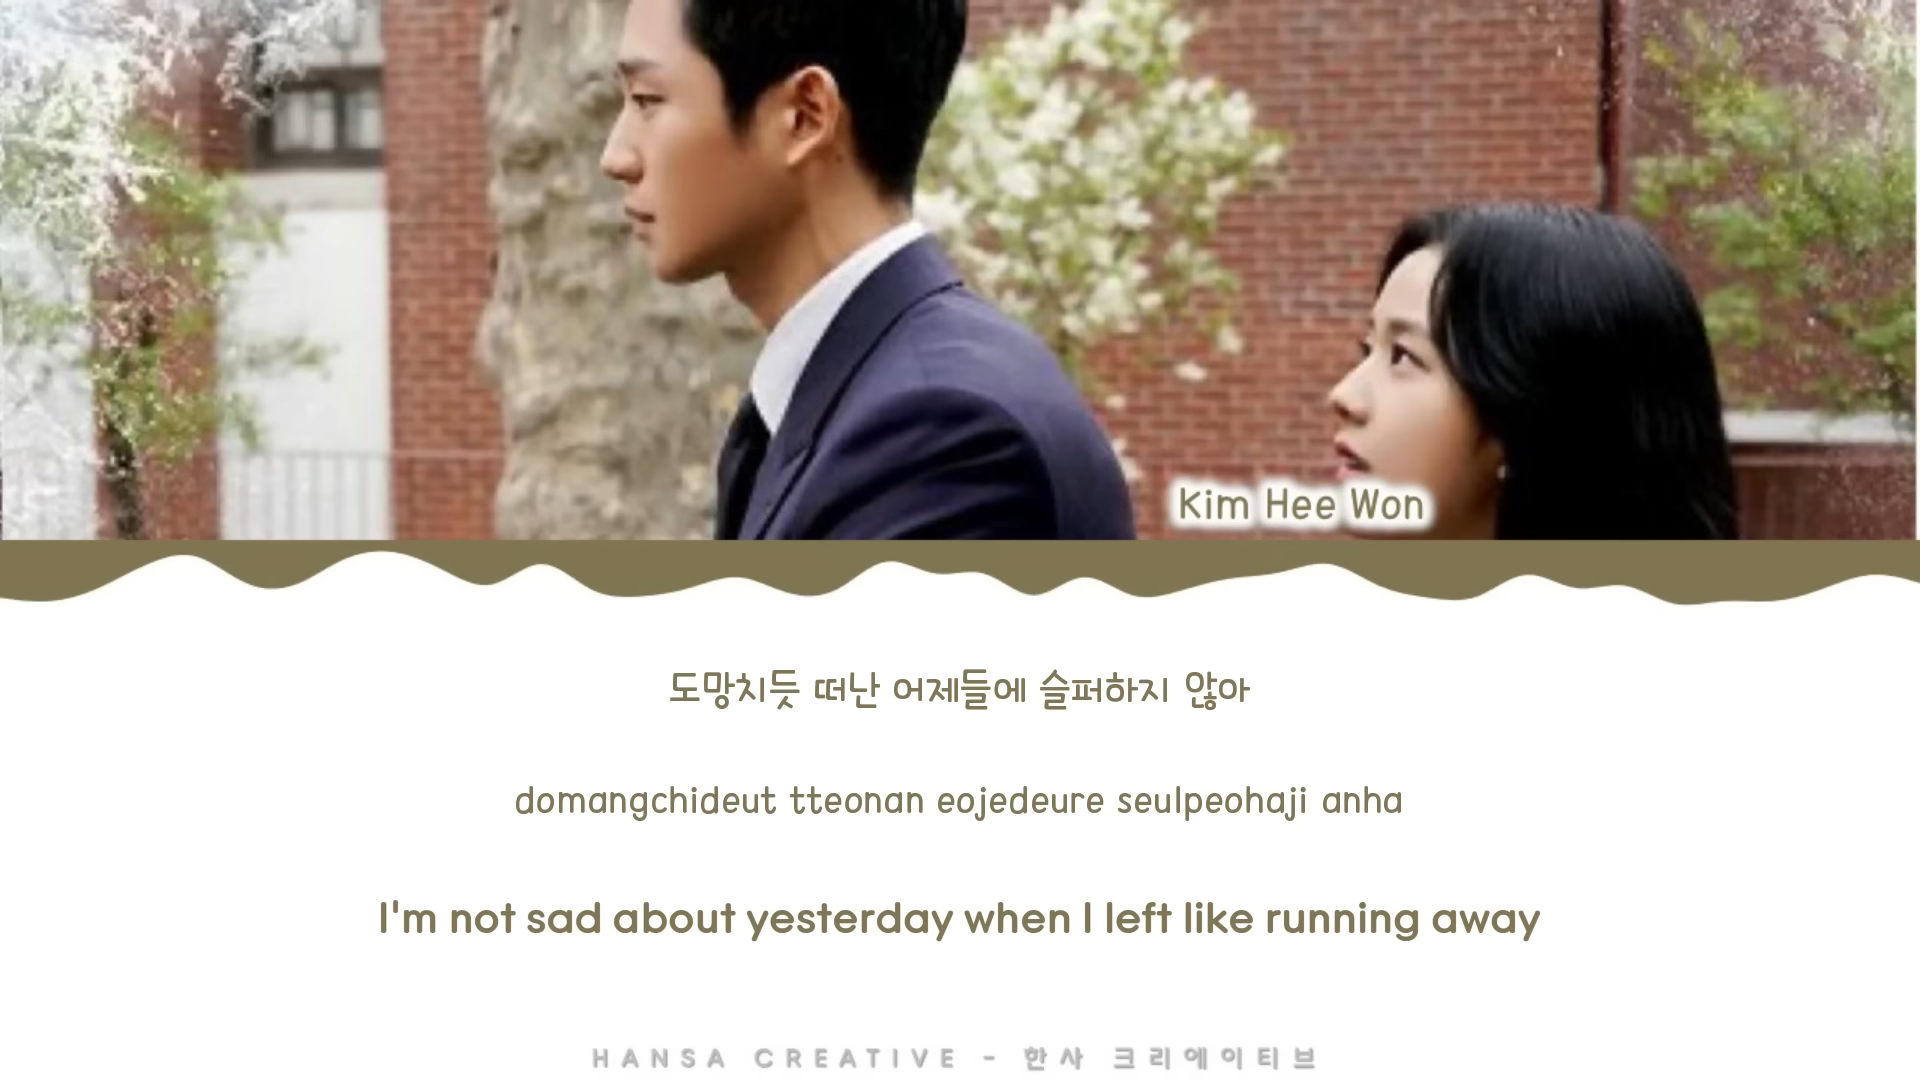 Kim Hee Won
도망치듯 떠난 어제들에 슬퍼하지 않아
domangchideut tteonan eojedeure seulpeohaji anha
I'm not sad about yesterday when I left like running away
HANSA CREATIVE - 한사 크리에이티브